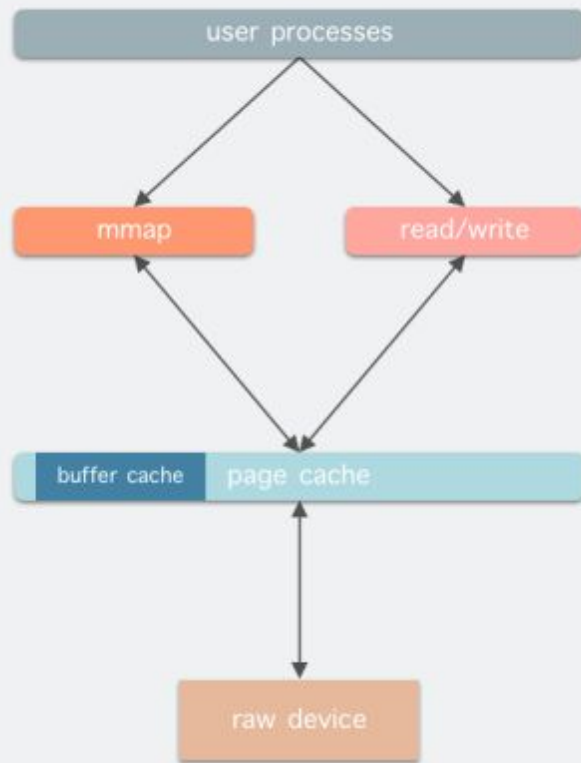 user processes
mmap
read/write
buffer cache
page cache
raw device